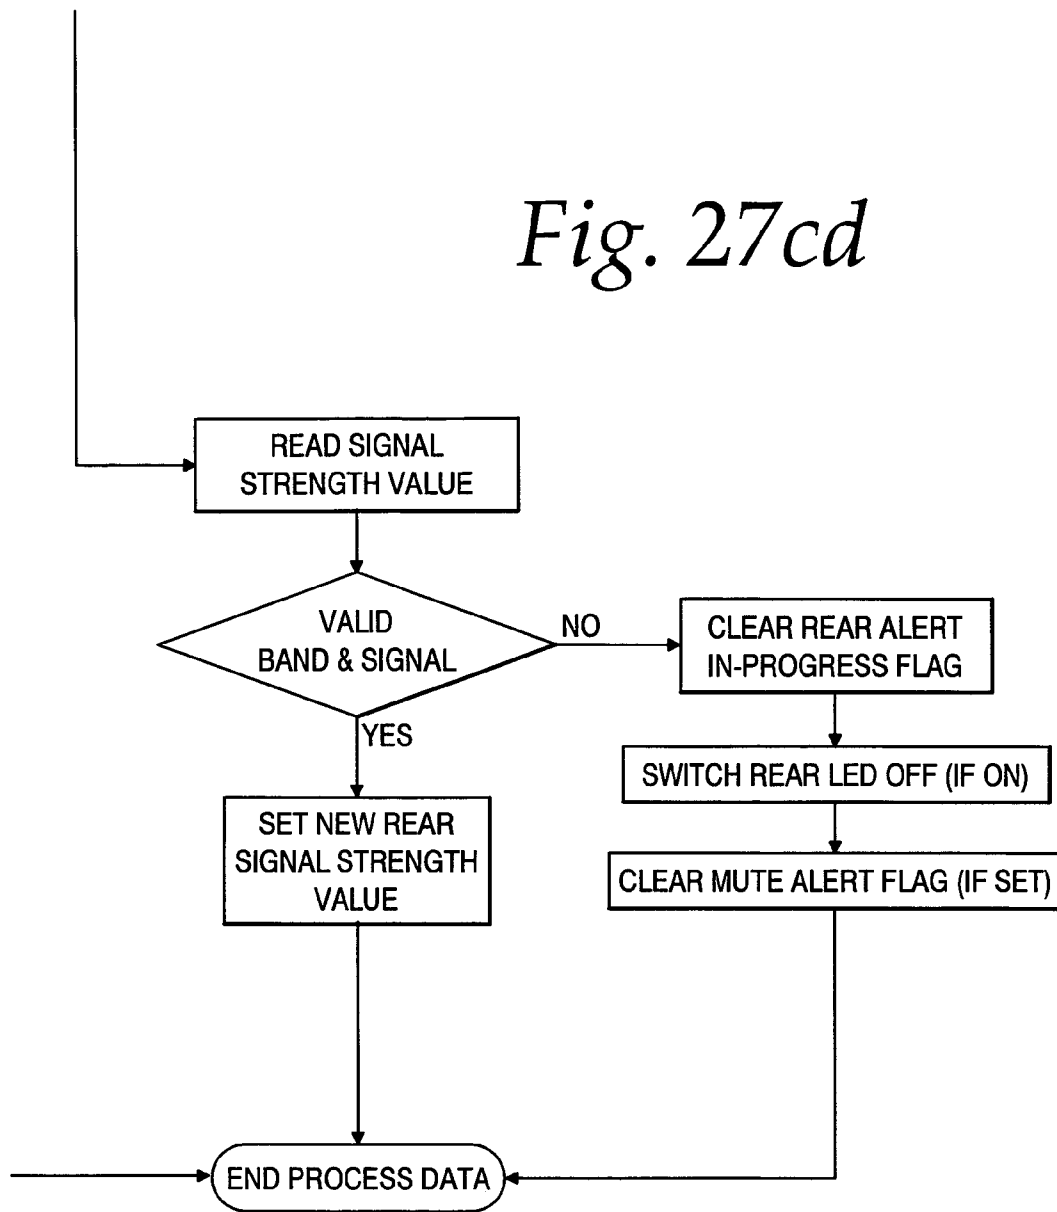 Fig. 27cd
READ SIGNAL
STRENGTH VALUE
VALID
BAND & SIGNAL
NO
CLEAR REAR ALERT
IN-PROGRESS FLAG
YES
SWITCH REAR LED OFF (IF ON)
SET NEW REAR
SIGNAL STRENGTH
VALUE
CLEAR MUTE ALERT FLAG (IF SET)
END PROCESS DATA